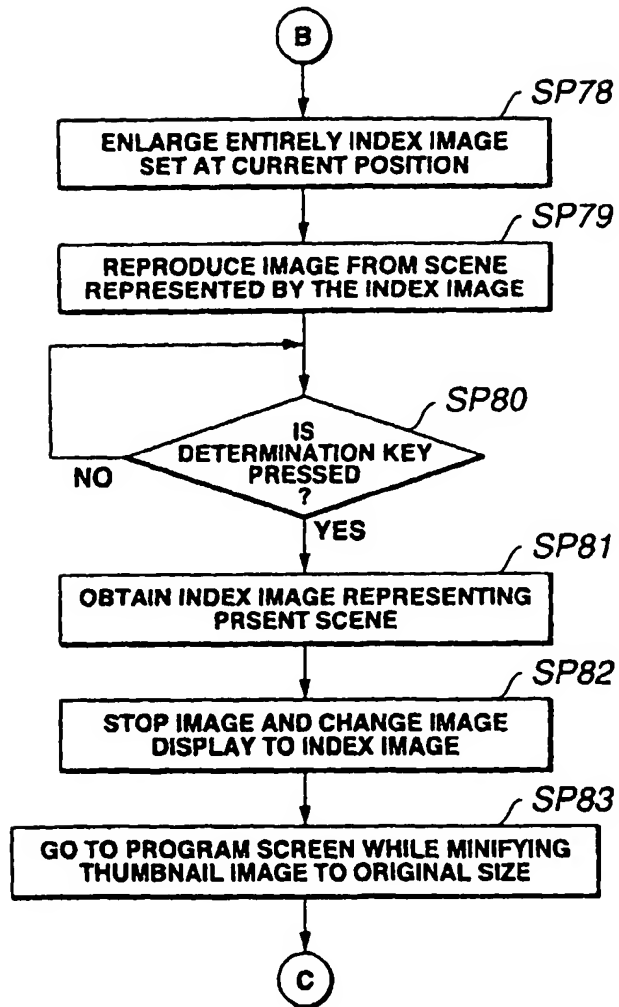 B
SP78
ENLARGE ENTIRELY INDEX IMAGE
SET AT CURRENT POSITION
SP79
REPRODUCE IMAGE FROM SCENE
REPRESENTED BY THE INDEX IMAGE
SP80
IS
DETERMINATION KEY
PRESSED
?
NO
YES
SP81
OBTAIN INDEX IMAGE REPRESENTING
PRSENT SCENE
SP82
STOP IMAGE AND CHANGE IMAGE
DISPLAY TO INDEX IMAGE
SP83
GO TO PROGRAM SCREEN WHILE MINIFYING
THUMBNAIL IMAGE TO ORIGINAL SIZE
C